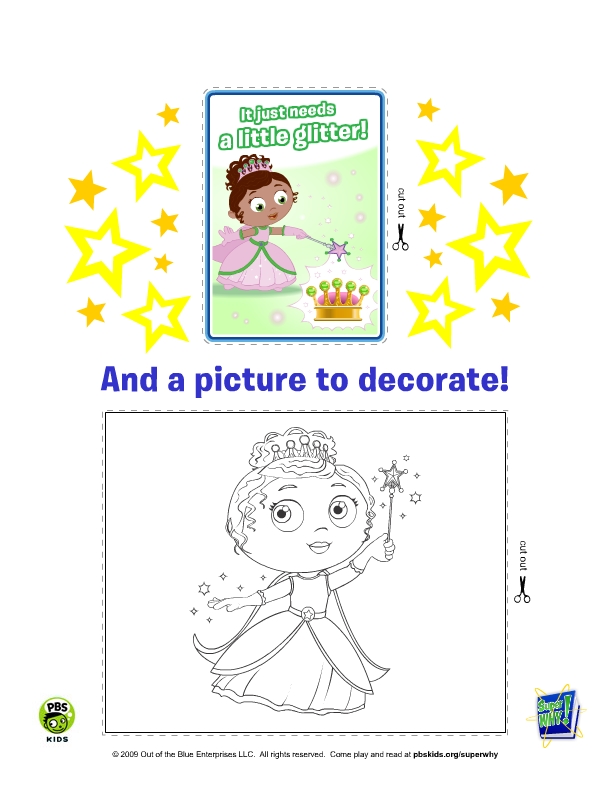 It just needs
a little glitter!
cut out
And a picture to decorate!
cut out
PBS
KIDS
SUPER
WHY!
© 2009 Out of the Blue Enterprises LLC.  All rights reserved.  Come play and read at pbskids.org/superwhy